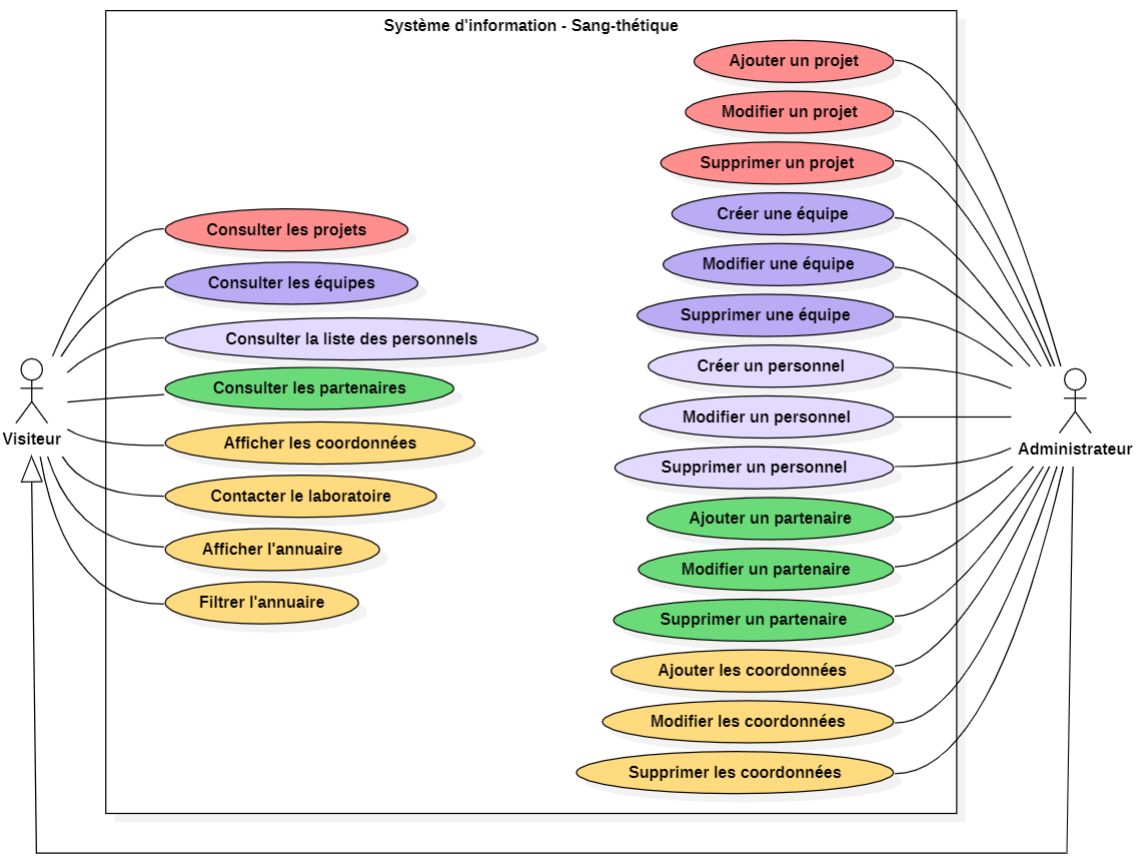 Système d'information - Sang-thétique
Ajouter un projet
Modifier un projet
Supprimer un projet
Créer une équipe
Consulter les projets
Modifier une équipe
Consulter les équipes
Supprimer une équipe
Consulter la liste des personnels
Créer un personnel
Consulter les partenaires
Modifier un personnel
Visiteur
Afficher les coordonnées
Administrateur
Supprimer un personnel
Contacter le laboratoire
Ajouter un partenaire
Afficher l'annuaire
Modifier un partenaire
Filtrer l'annuaire
Supprimer un partenaire
Ajouter les coordonnées
Modifier les coordonnées
Supprimer les coordonnées